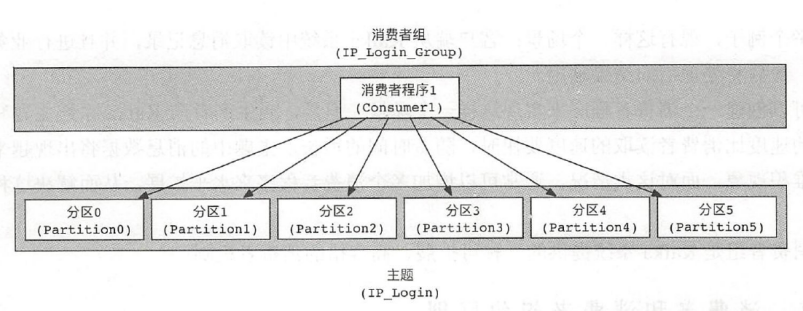 消费者组
(IP_Login_Group)
消费者程序1
(Consumer1)
分区0
(Partition0)
分区1
(Partition1)
分区2
(Partition2)
分区3
(Partition3)
分区4
(Partition4)
分区5
(Partition5)
主题
(IP_Login)